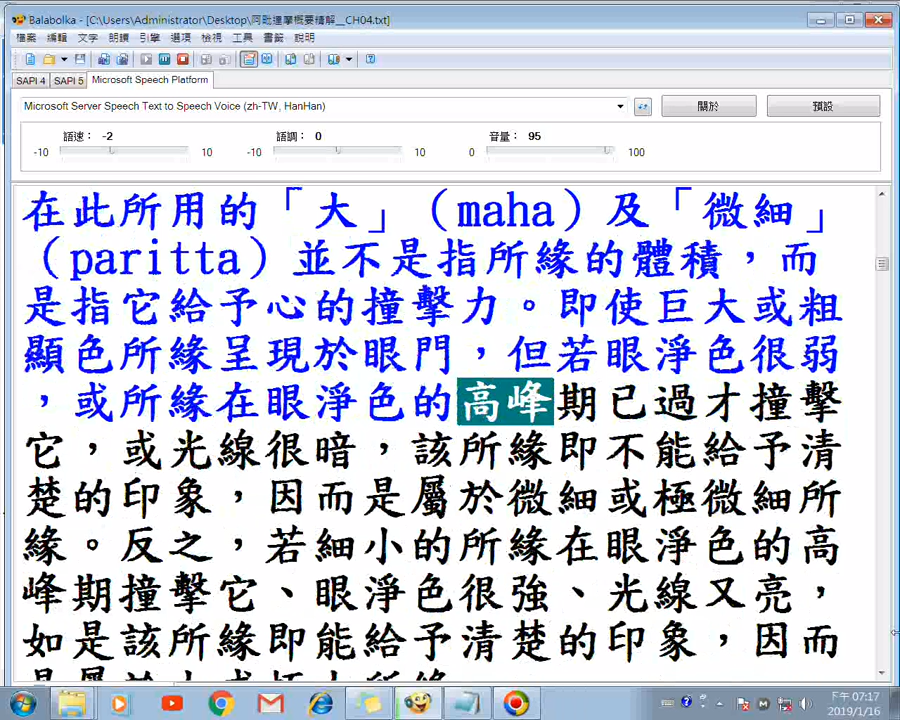 Balabolka - [C:\Users\Administrator\Desktop\阿毗達摩概要精解__CH04.txt]
檔案 編輯 文字 朗讀 引擎 選項 檢視 工具 書籤 說明
SAPI 4 SAPI 5 Microsoft Speech Platform
Microsoft Server Speech Text to Speech Voice (zh-TW, HanHan) 關於 預設
語速： -2 語調： 0 音量： 95
-10 10 -10 10 0 100
在此所用的「大」（maha）及「微細」
（paritta）並不是指所緣的體積，而
是指它給予心的撞擊力。即使巨大或粗
顯色所緣呈現於眼門，但若眼淨色很弱
，或所緣在眼淨色的高峰期已過才撞擊
它，或光線很暗，該所緣即不能給予清
楚的印象，因而是屬於微細或極微細所
緣。反之，若細小的所緣在眼淨色的高
峰期撞擊它、眼淨色很強、光線又亮，
如是該所緣即能給予清楚的印象，因而
下午 07:17
2019/1/16